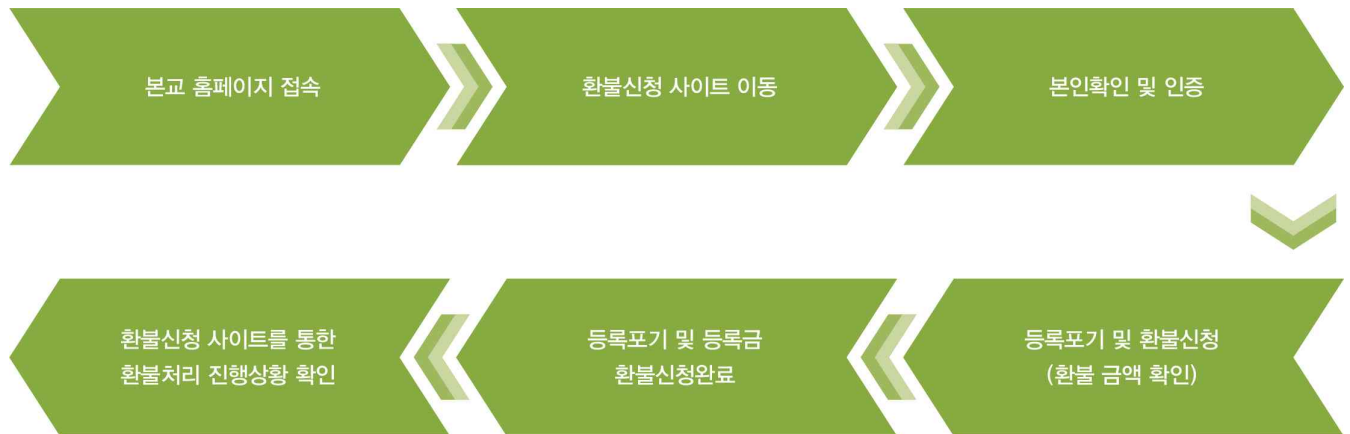 본교 홈페이지 접속
환불신청 사이트 이동
본인확인 및 인증
등록포기 및 환불신청
(환불 금액 확인)
등록포기 및 등록금
환불신청완료
환불신청 사이트를 통한
환불처리 진행상황 확인